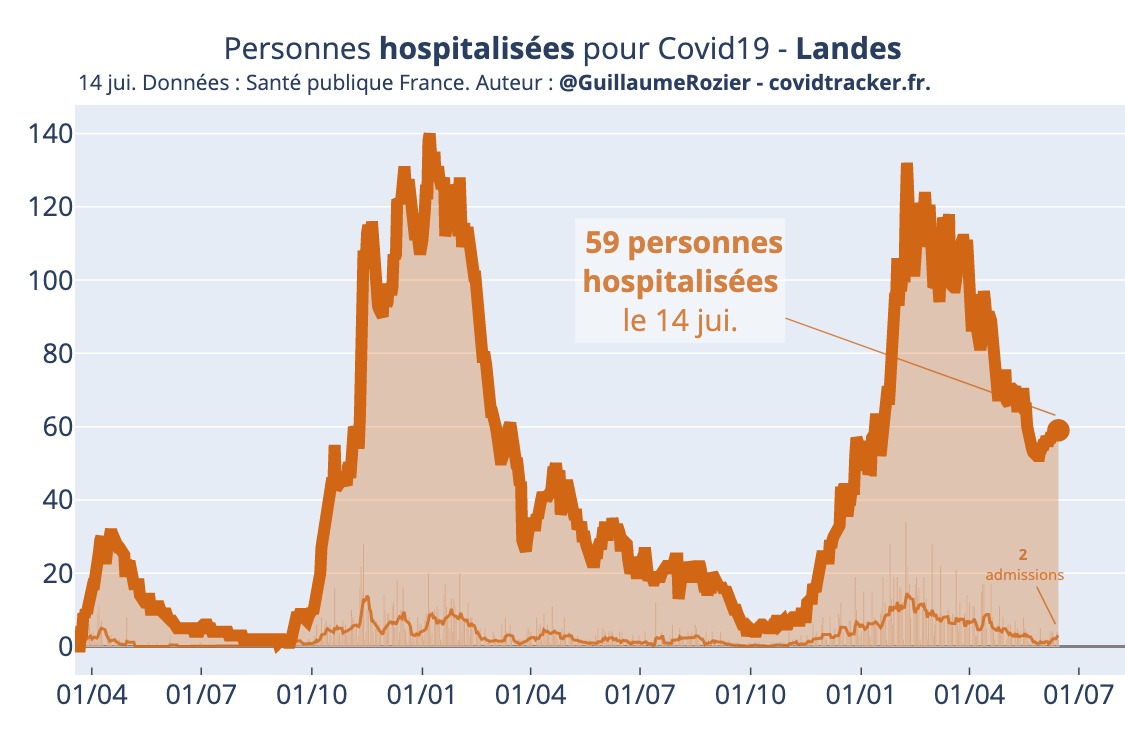 Personnes hospitalisées pour Covid19 - Landes
14 jui. Données : Santé publique France. Auteur : @GuillaumeRozier - covidtracker.fr.
140
120
100
80
60
40
20
0
59 personnes
hospitalisées
le 14 jui.
2
admissions
01/04 01/07 01/10 01/01 01/04 01/07 01/10 01/01 01/04 01/07